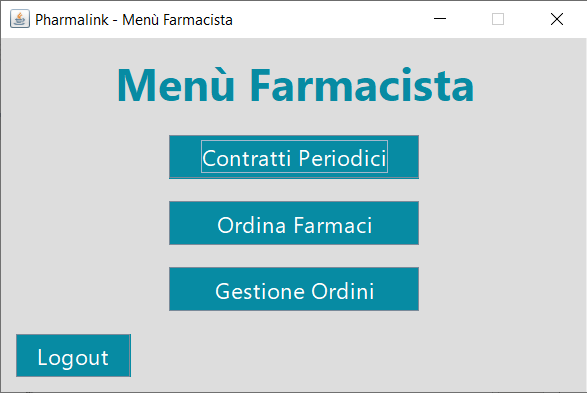 Pharmalink - Menù Farmacista
Menù Farmacista
Contratti Periodici
Ordina Farmaci
Gestione Ordini
Logout